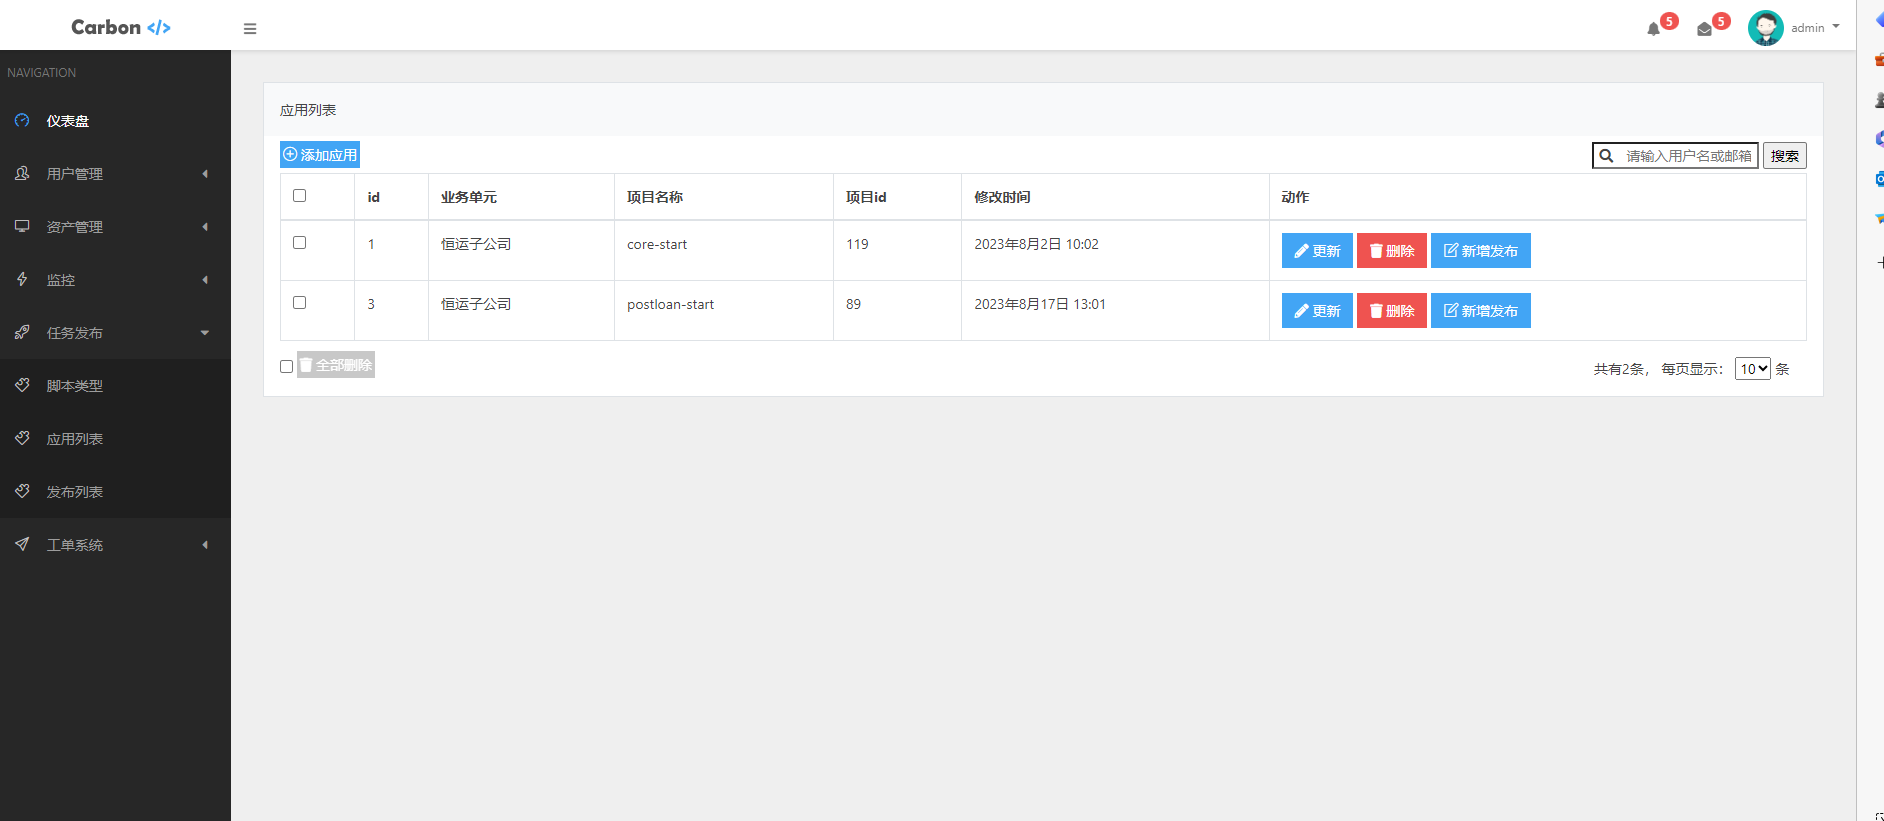 Carbon </>
5
5
admin
NAVIGATION
仪表盘
用户管理
资产管理
监控
任务发布
脚本类型
应用列表
发布列表
工单系统
应用列表
添加应用
请输入用户名或邮箱 搜索
id 业务单元 项目名称 项目id 修改时间 动作
1 恒运子公司 core-start 119 2023年8月2日 10:02 更新 删除 新增发布
3 恒运子公司 postloan-start 89 2023年8月17日 13:01 更新 删除 新增发布
全部删除
共有2条， 每页显示： 10 条